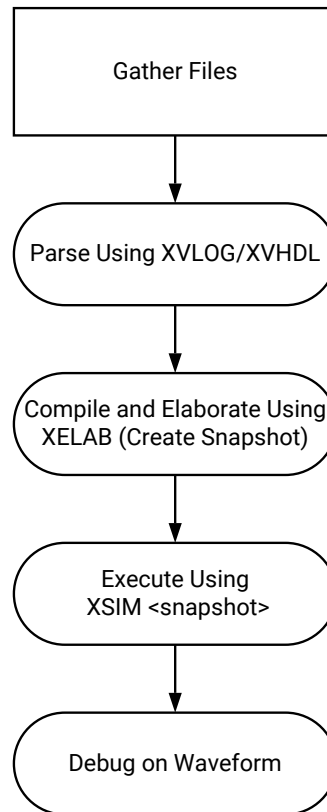 Gather Files
Parse Using XVLOG/XVHDL
Compile and Elaborate Using
XELAB (Create Snapshot)
Execute Using
XSIM <snapshot>
Debug on Waveform